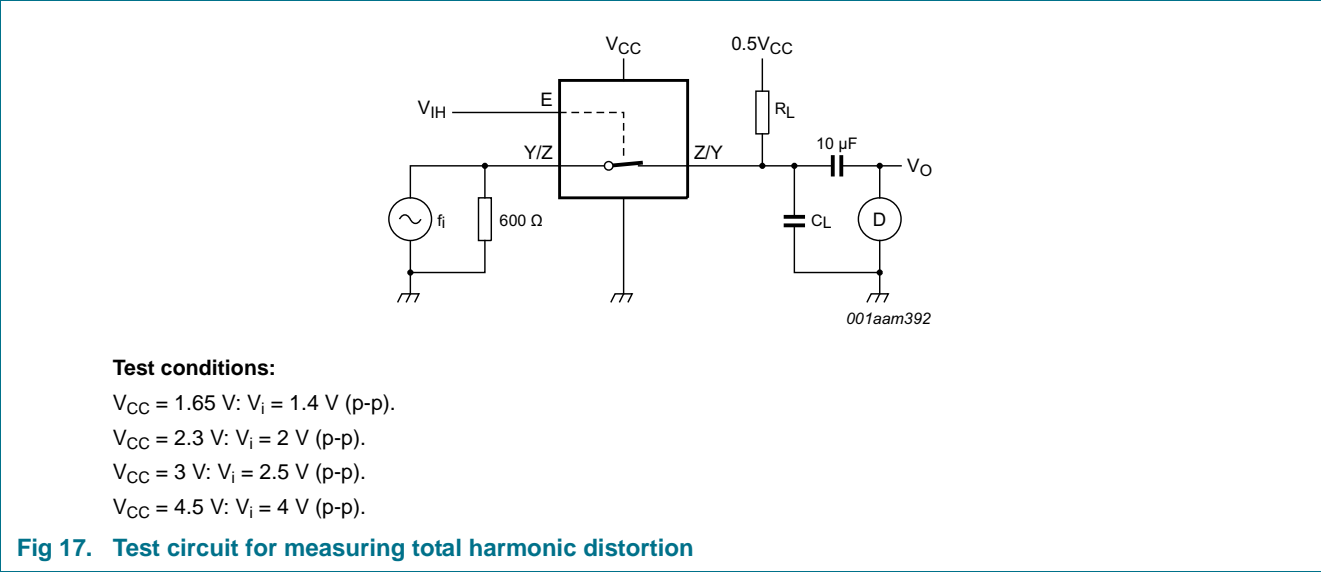 VCC
0.5VCC
VIH
E
RL
10 µF
Y/Z
Z/Y
VO
fi
600 Ω
CL
D
001aam392
Test conditions:
VCC = 1.65 V: Vi = 1.4 V (p-p).
VCC = 2.3 V: Vi = 2 V (p-p).
VCC = 3 V: Vi = 2.5 V (p-p).
VCC = 4.5 V: Vi = 4 V (p-p).
Fig 17. Test circuit for measuring total harmonic distortion